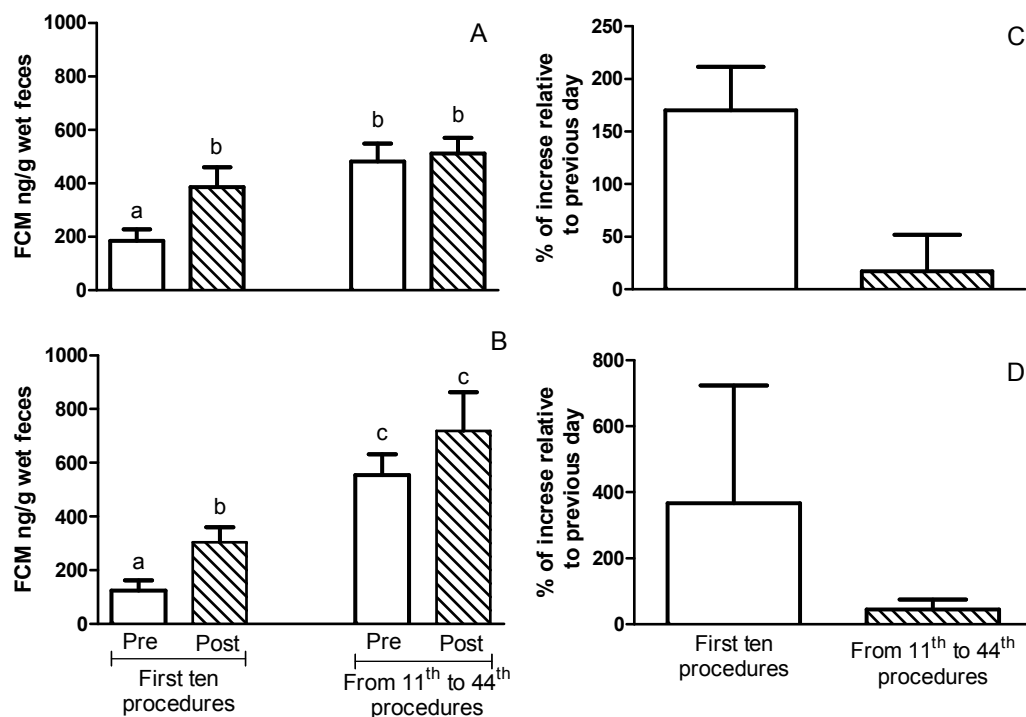 A
FCM ng/g wet feces
1000
800
600
400
200
0
a
b
b
b
C
% of increse relative
to previous day
250
200
150
100
50
0
B
FCM ng/g wet feces
1000
800
600
400
200
0
a
b
c
c
Pre
Post
Pre
Post
First ten
procedures
From 11th to 44th
procedures
D
% of increse relative
to previous day
800
600
400
200
0
First ten
procedures
From 11th to 44th
procedures